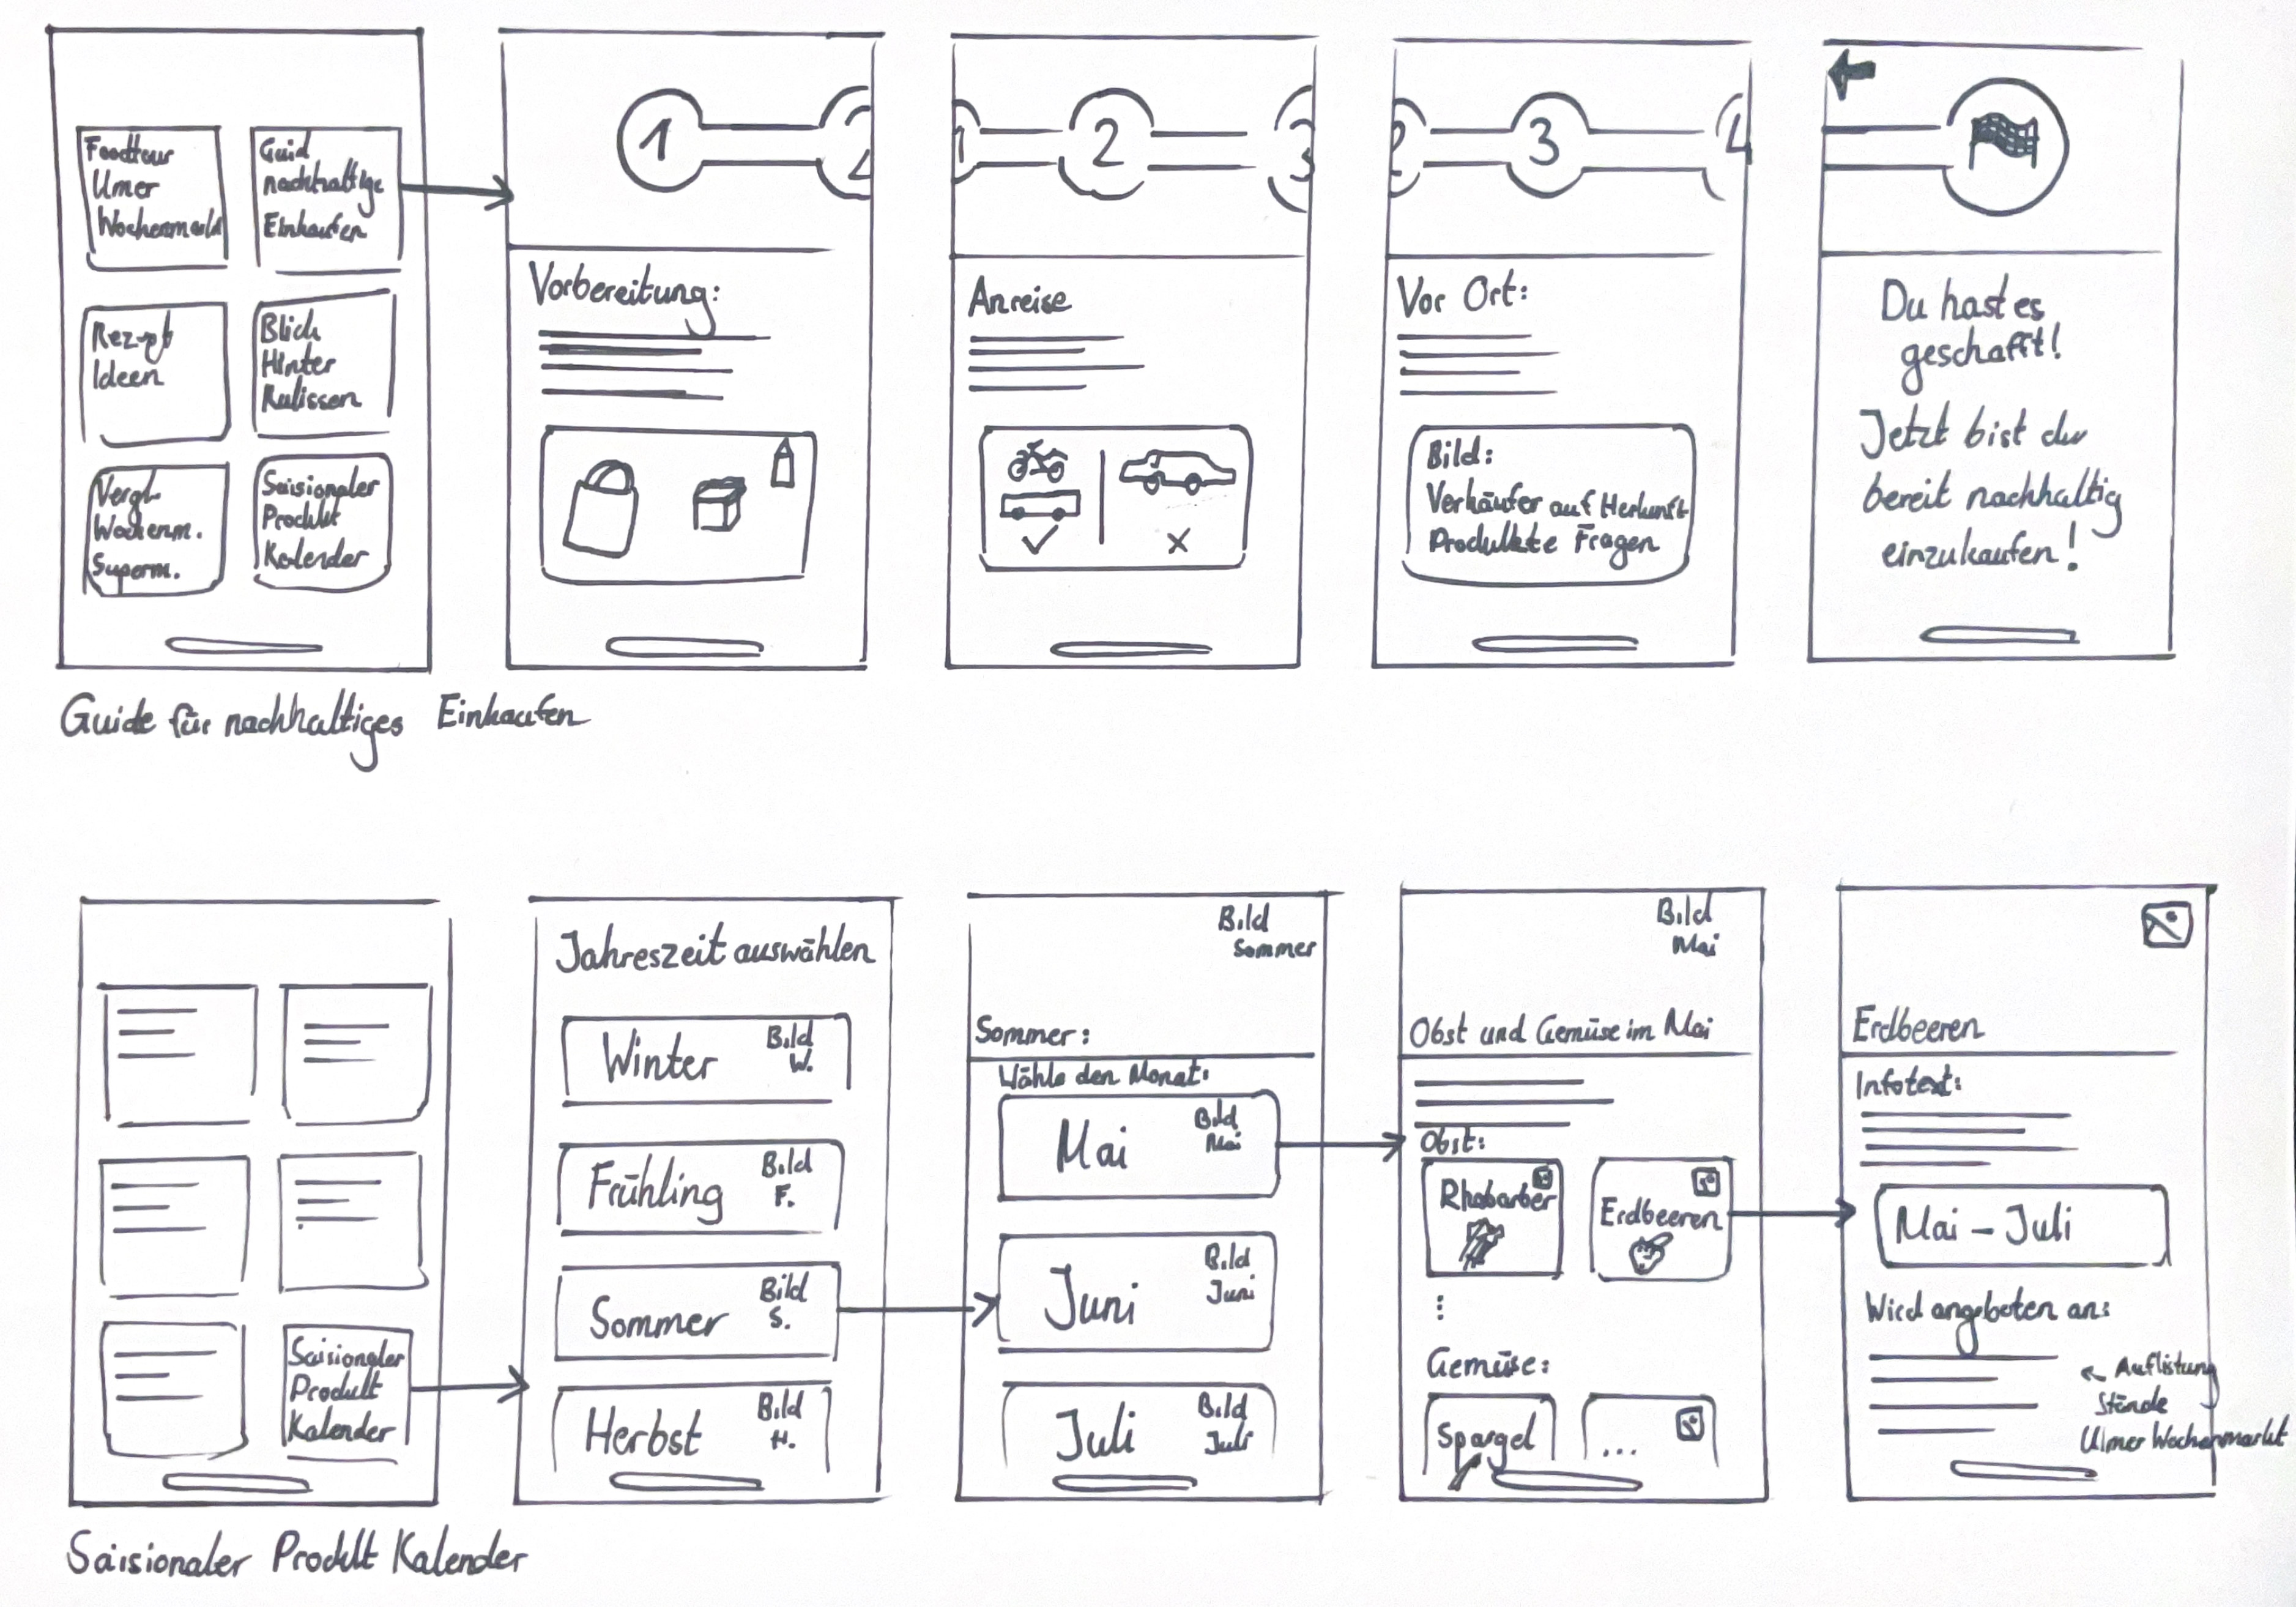 Foodtour
Ulmer
Wochenmarkt
Guid
nachhaltige
Einkaufen
Rezept
Ideen
Blick
Hinter
Kulissen
Vergl.
Wochenm.
Superm.
Saisionaler
Produkt
Kalender
1
2
Vorbereitung:
1
2
3
Anreise
2
3
4
Vor Ort:
Bild:
Verkäufer auf Herkunft
Produkte Fragen
Du hast es
geschafft!
Jetzt bist du
bereit nachhaltig
einzukaufen!
Guide für nachhaltiges Einkaufen
Saisionaler
Produkt
Kalender
Jahreszeit auswählen
Winter
Bild
W.
Frühling
Bild
F.
Sommer
Bild
S.
Herbst
Bild
H.
Bild
Sommer
Sommer:
Wähle den Monat:
Mai
Bild
Mai
Juni
Bild
Juni
Juli
Bild
Juli
Bild
Mai
Obst und Gemüse im Mai
Obst:
Rhabarber
Erdbeeren
Gemüse:
Spargel
...
Erdbeeren
Infotext:
Mai – Juli
Wird angeboten an:
← Auflistung
Stände
Ulmer Wochenmarkt
Saisionaler Produkt Kalender